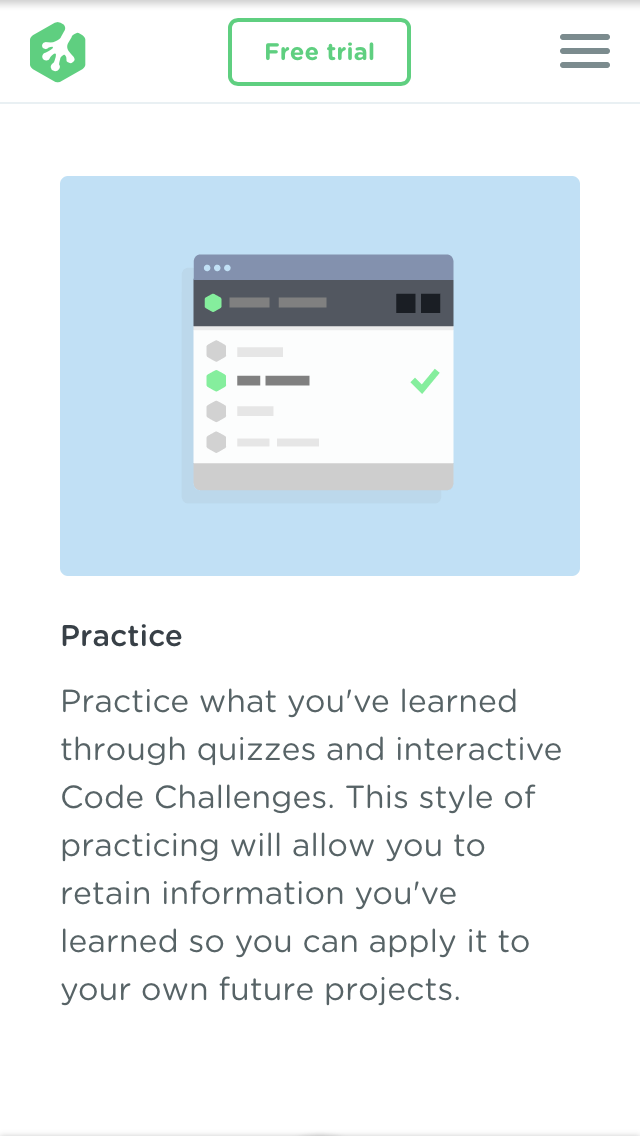 Free trial
Practice
Practice what you've learned
through quizzes and interactive
Code Challenges. This style of
practicing will allow you to
retain information you've
learned so you can apply it to
your own future projects.